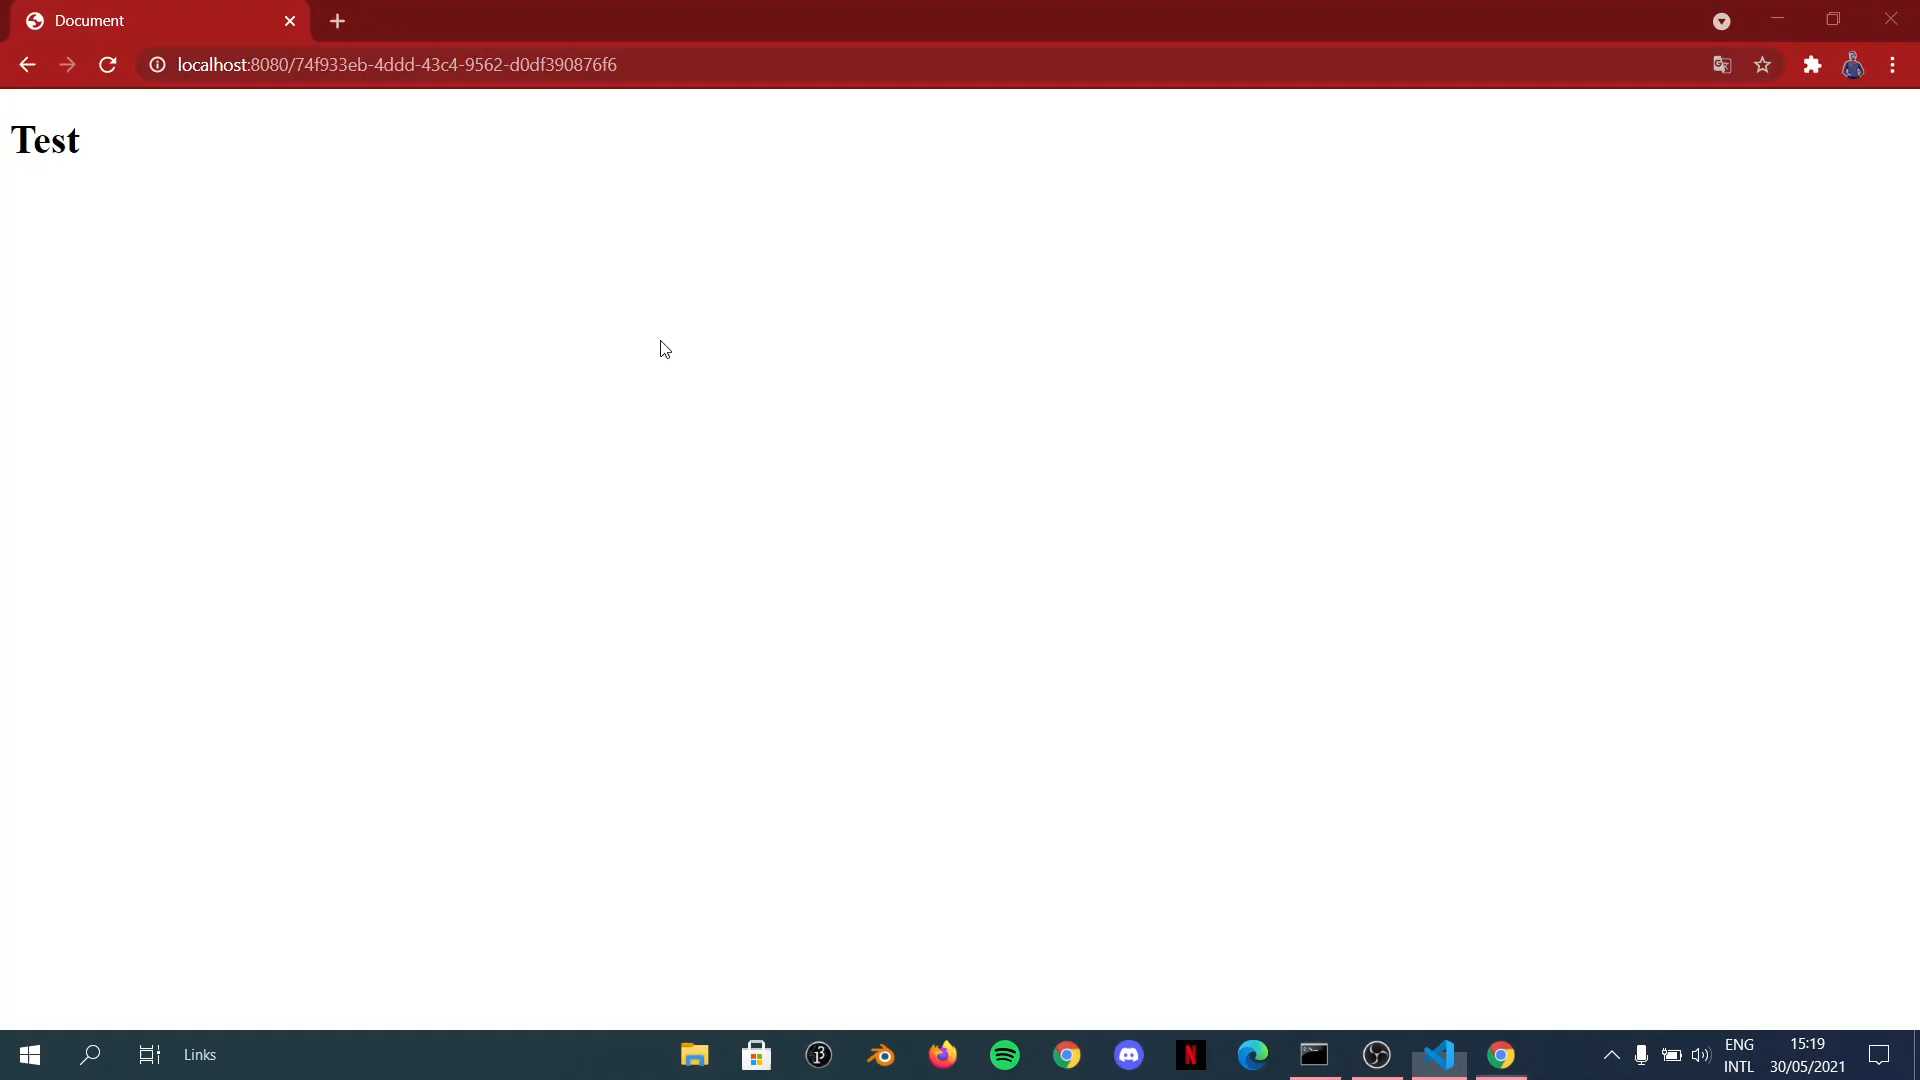 Document
localhost:8080/74f933eb-4ddd-43c4-9562-d0df390876f6
Test
Links
ENG
INTL
15:19
30/05/2021